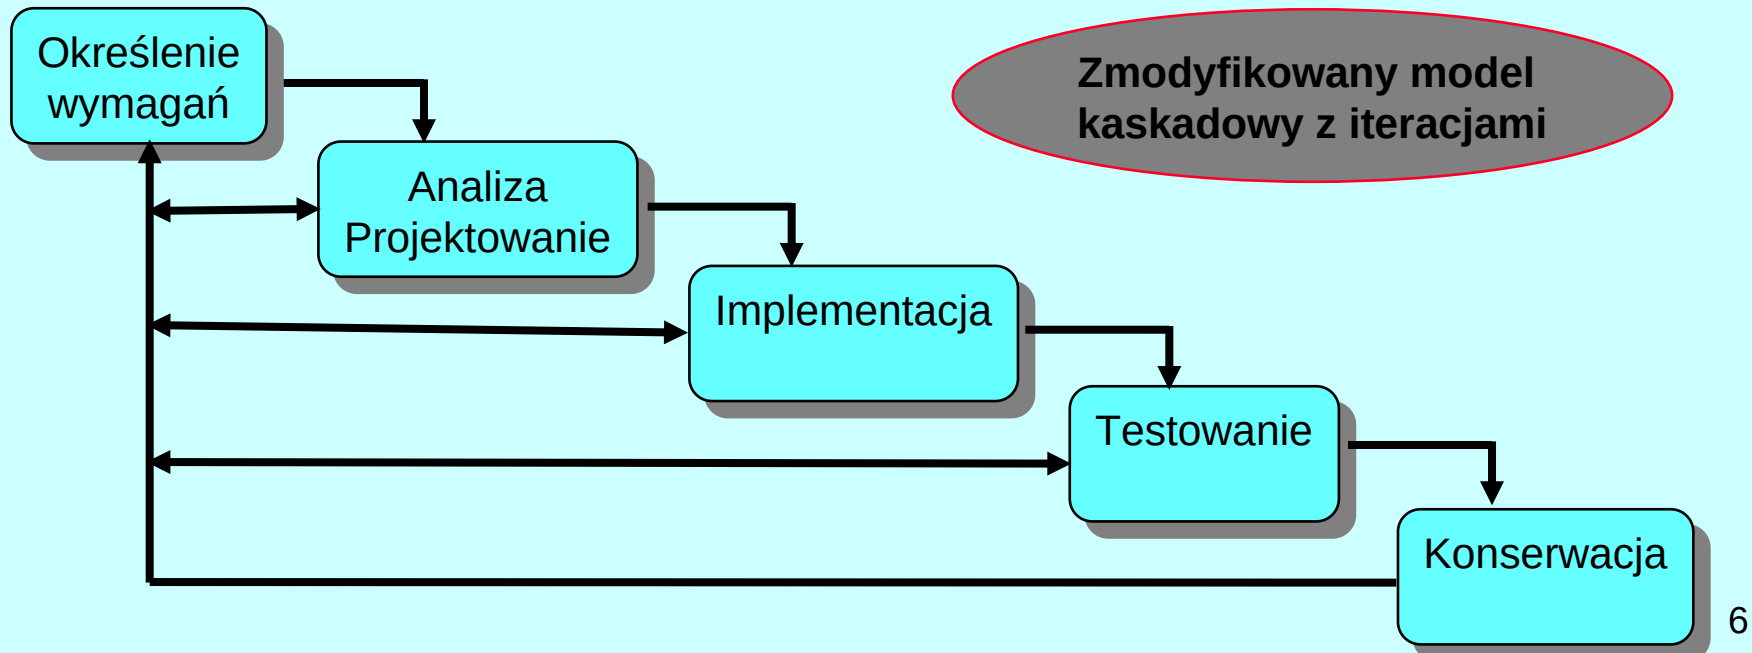 Określenie
wymagań
Zmodyfikowany model
kaskadowy z iteracjami
Analiza
Projektowanie
Implementacja
Testowanie
Konserwacja
6